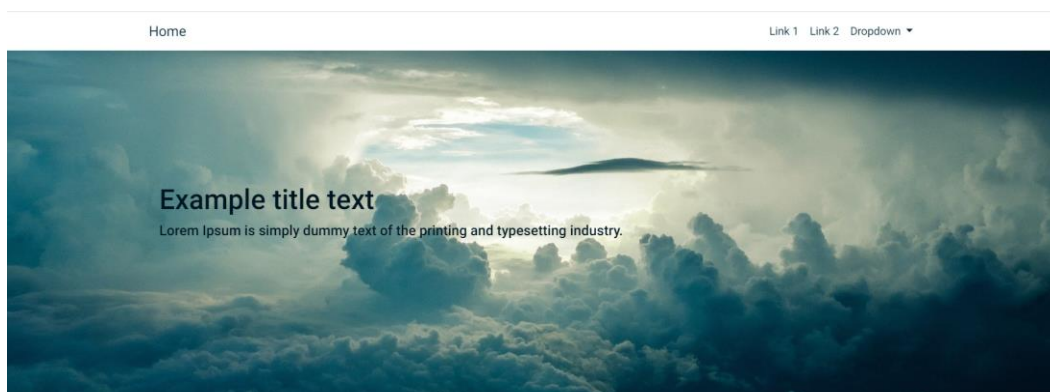 Home
Link 1 Link 2 Dropdown
Example title text
Lorem Ipsum is simply dummy text of the printing and typesetting industry.